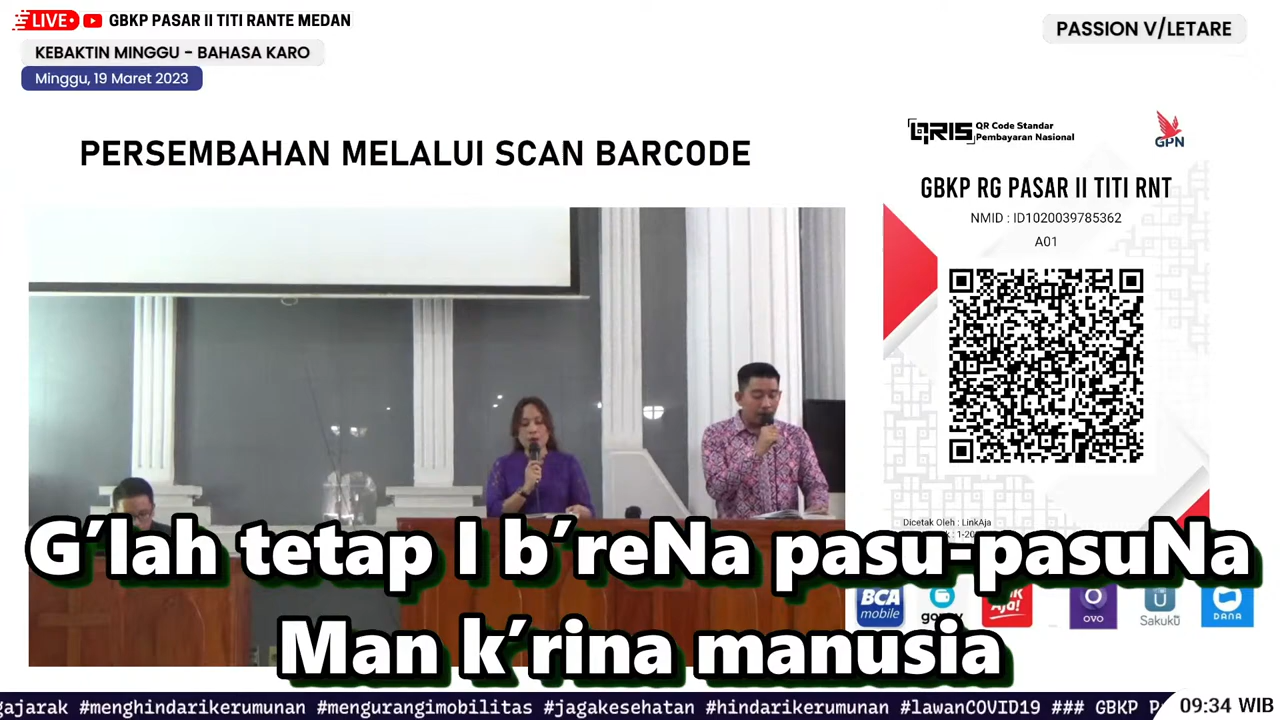 LIVE GBKP PASAR II TITI RANTE MEDAN
PASSION V/LETARE
KEBAKTIN MINGGU - BAHASA KARO
Minggu, 19 Maret 2023
PERSEMBAHAN MELALUI SCAN BARCODE
QRIS QR Code Standar
Pembayaran Nasional
GPN
GBKP RG PASAR II TITI RNT
NMID : ID1020039785362
A01
Dicetak Oleh : LinkAja
G'lah tetap I b'reNa pasu-pasuNa
Man k'rina manusia
BCA
mobile
OVO
Sakuku
DANA
#menghindarikerumunan #mengurangimobilitas #jagakesehatan #hindarikerumunan #lawanCOVID19 ### GBKP
09:34 WIB